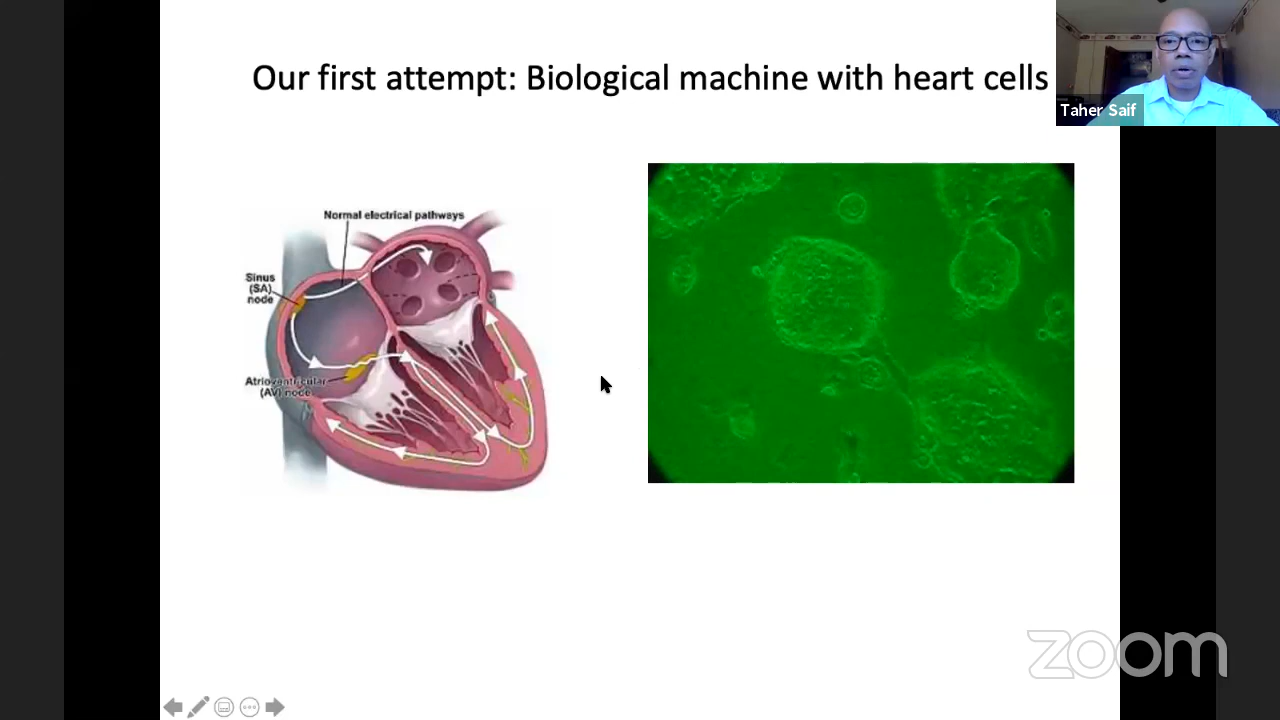 Our first attempt: Biological machine with heart cells
Taher Saif
Normal electrical pathways
Sinus
(SA)
node
Atrioventricular
(AV) node
zoom